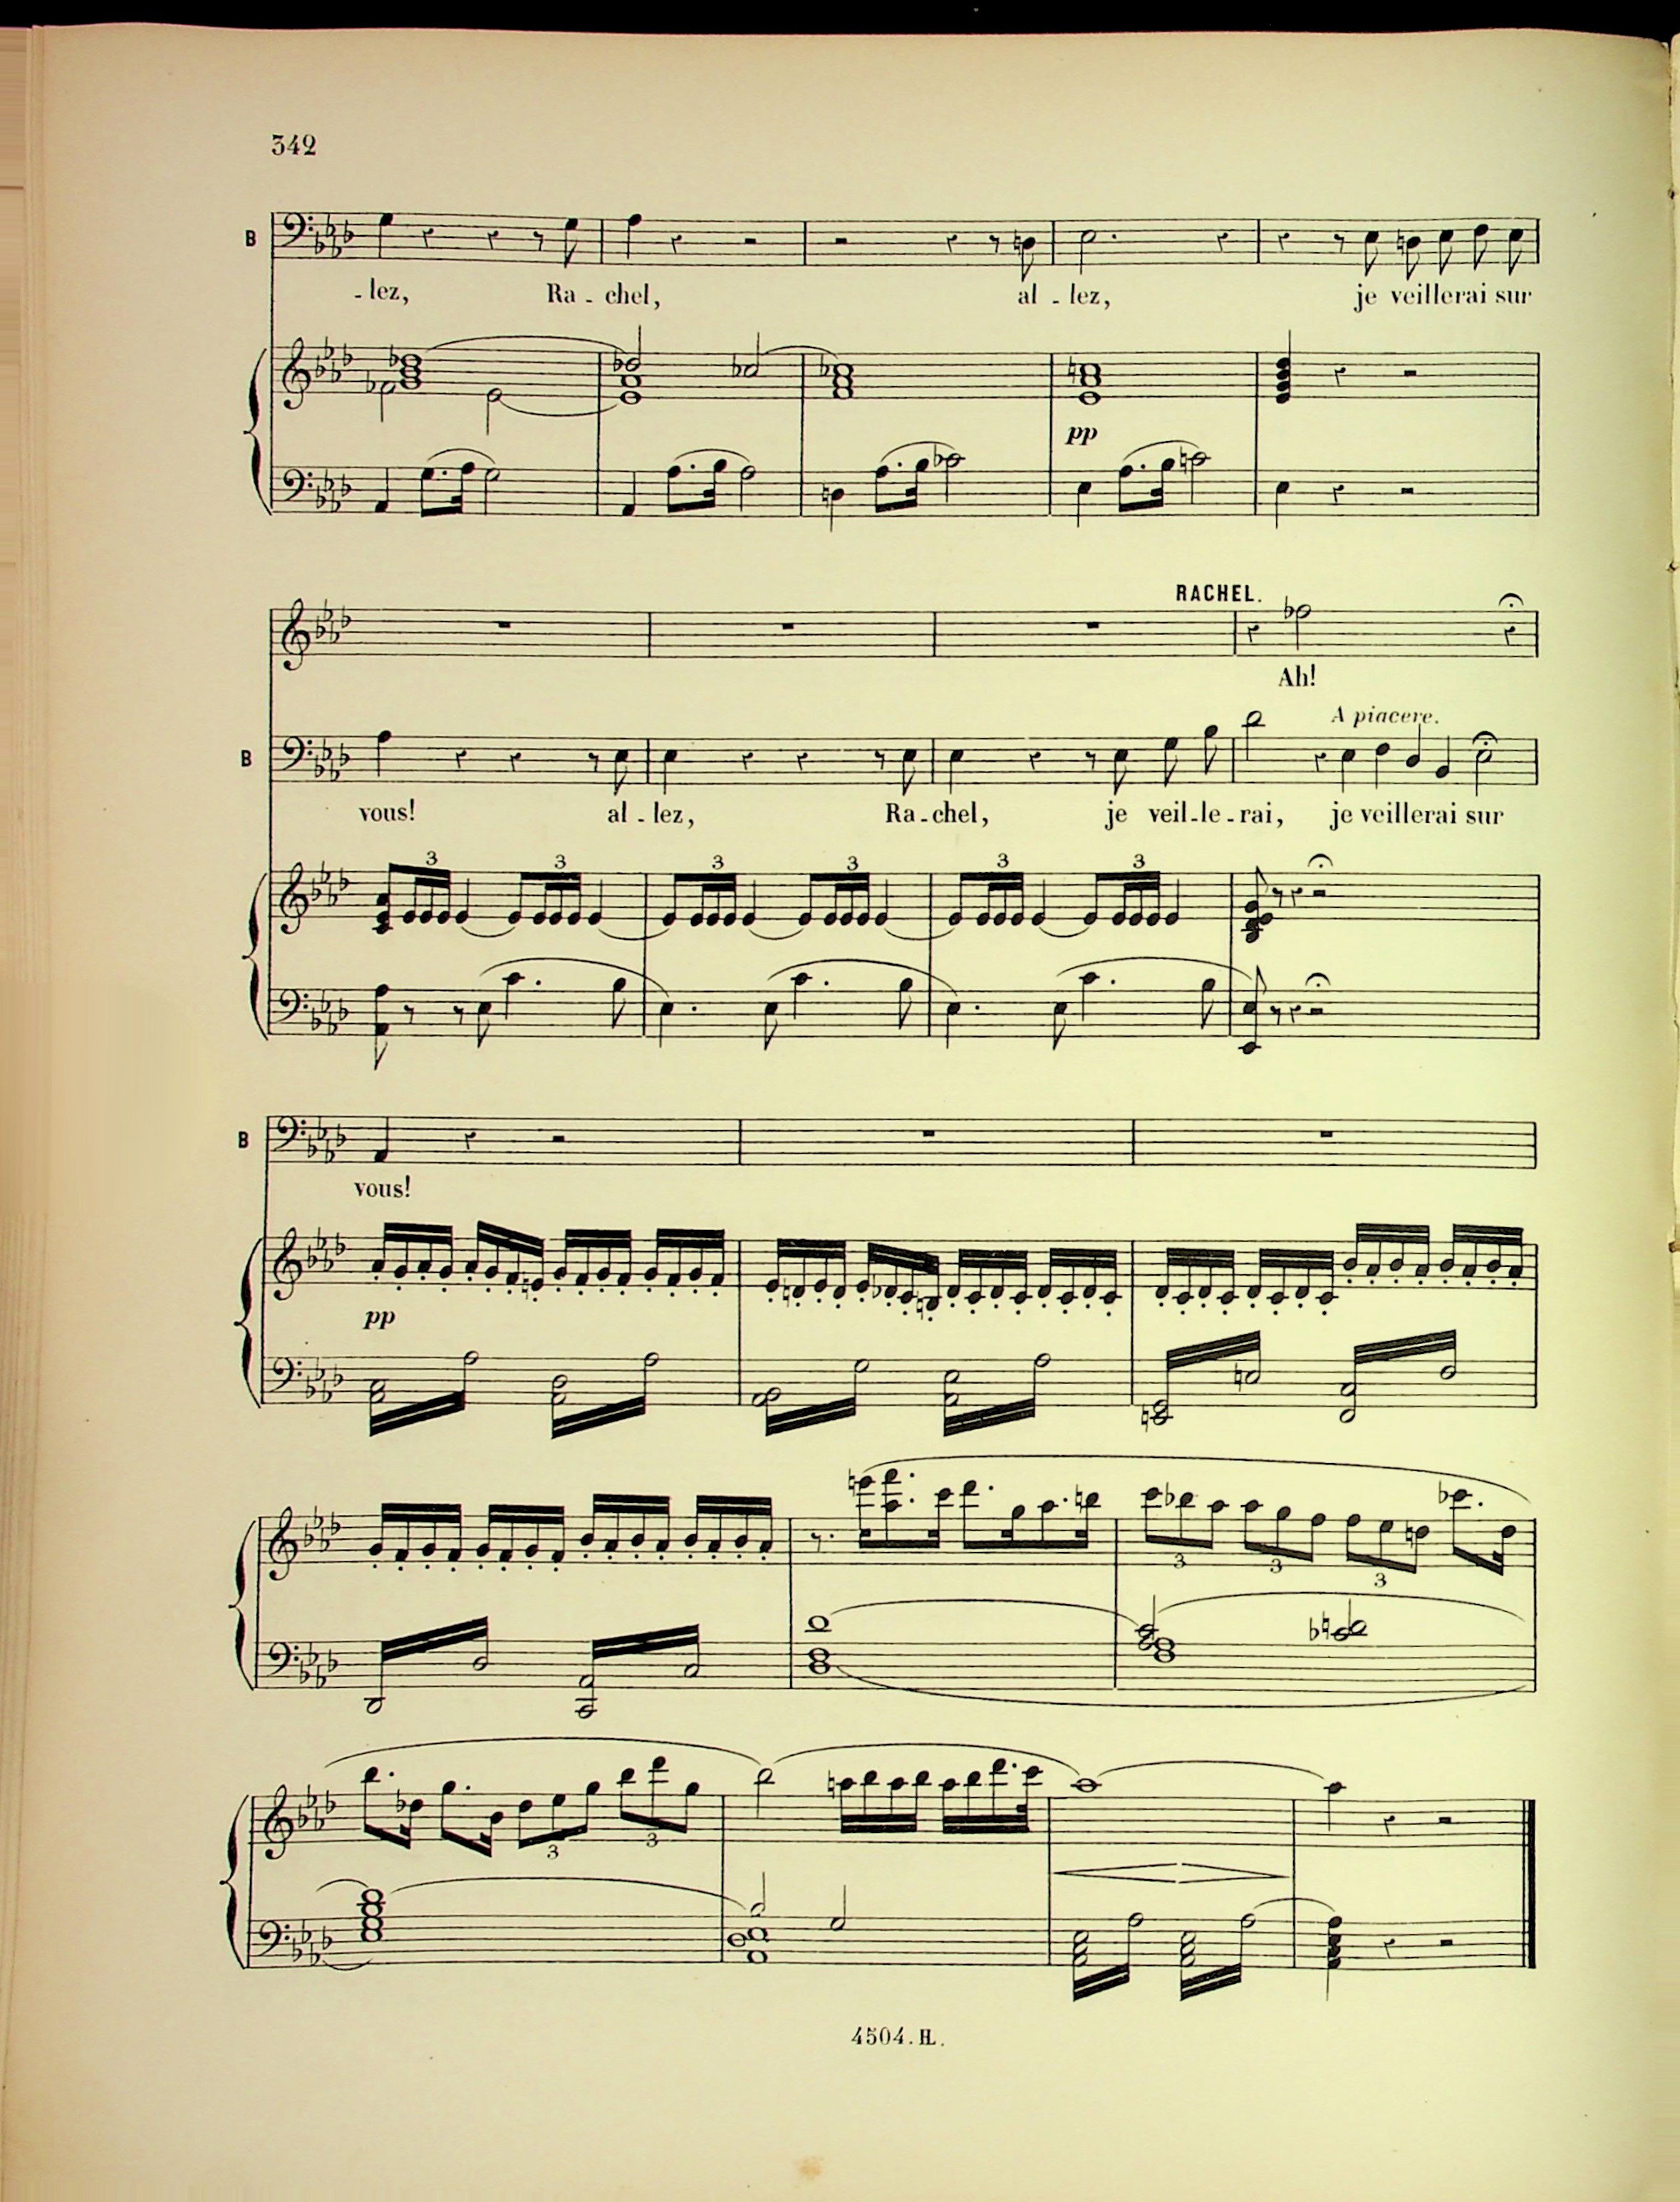 342
B
- lez, Ra - chel, al - lez, je veillerai sur
pp
RACHEL.
Ah!
A piacere.
B
vous! al - lez, Ra - chel, je veil - le - rai, je veillerai sur
3 3 3 3 3 3
B
vous!
pp
3 3 3
3 3
4504. H.